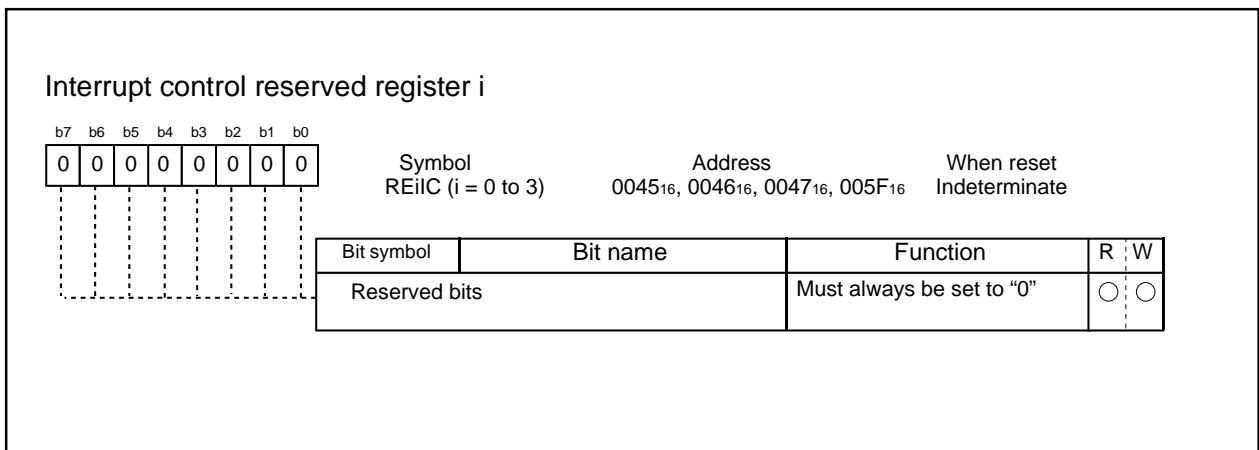 Interrupt control reserved register i
b7 b6 b5 b4 b3 b2 b1 b0
0 0 0 0 0 0 0 0
Symbol Address When reset
REiIC (i = 0 to 3) 0045₁₆, 0046₁₆, 0047₁₆, 005F₁₆ Indeterminate
Bit symbol Bit name Function R W
Reserved bits Must always be set to “0” ○ ○